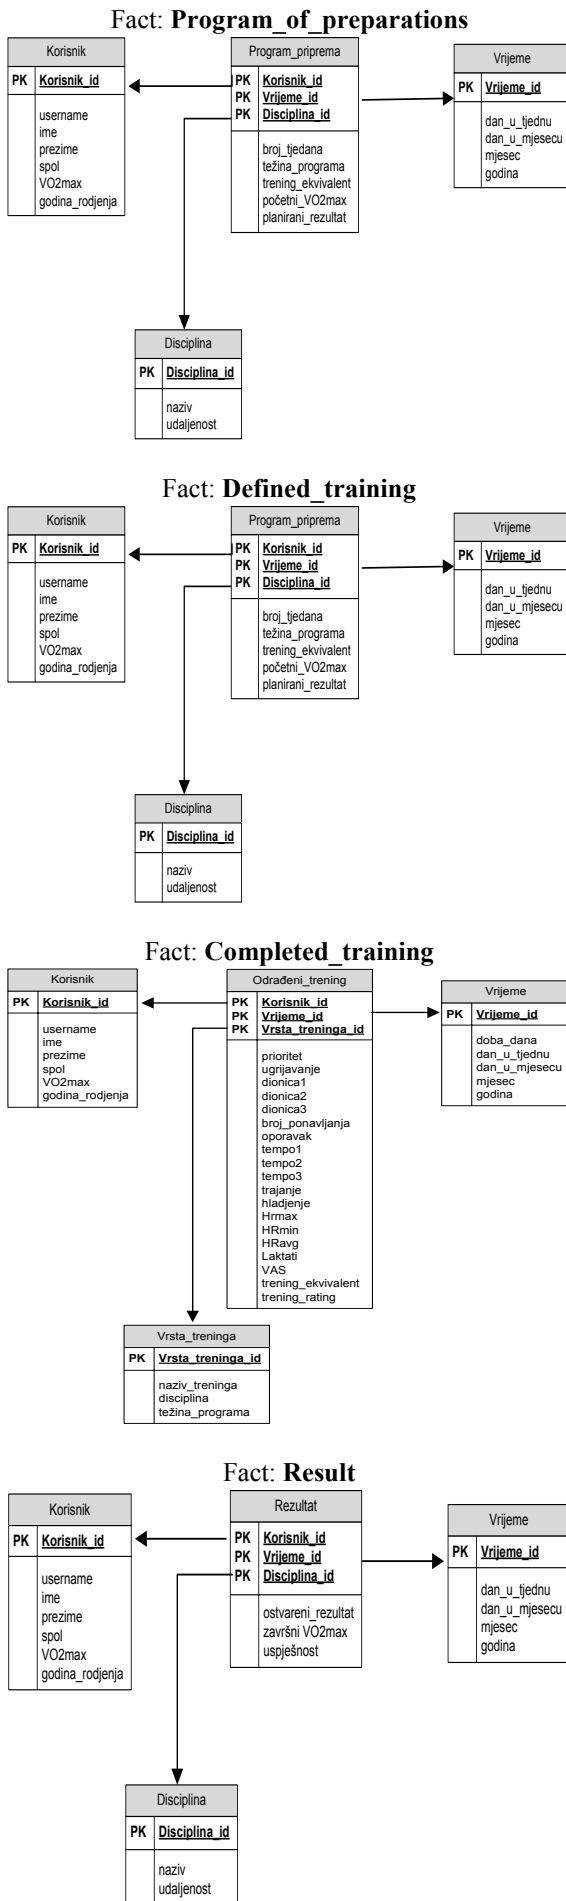 Fact: Program_of_preparations
Korisnik
PK Korisnik_id
username
ime
prezime
spol
VO2max
godina_rodjenja
Program_priprema
PK Korisnik_id
PK Vrijeme_id
PK Disciplina_id
broj_tjedana
težina_programa
trening_ekvivalent
početni_VO2max
planirani_rezultat
Vrijeme
PK Vrijeme_id
dan_u_tjednu
dan_u_mjesecu
mjesec
godina
Disciplina
PK Disciplina_id
naziv
udaljenost
Fact: Defined_training
Korisnik
PK Korisnik_id
username
ime
prezime
spol
VO2max
godina_rodjenja
Program_priprema
PK Korisnik_id
PK Vrijeme_id
PK Disciplina_id
broj_tjedana
težina_programa
trening_ekvivalent
početni_VO2max
planirani_rezultat
Vrijeme
PK Vrijeme_id
dan_u_tjednu
dan_u_mjesecu
mjesec
godina
Disciplina
PK Disciplina_id
naziv
udaljenost
Fact: Completed_training
Korisnik
PK Korisnik_id
username
ime
prezime
spol
VO2max
godina_rodjenja
Odrađeni_trening
PK Korisnik_id
PK Vrijeme_id
PK Vrsta_treninga_id
prioritet
ugrijavanje
dionica1
dionica2
dionica3
broj_ponavljanja
oporavak
tempo1
tempo2
tempo3
trajanje
hladjenje
Hrmax
HRmin
HRavg
Laktati
VAS
trening_ekvivalent
trening_rating
Vrijeme
PK Vrijeme_id
doba_dana
dan_u_tjednu
dan_u_mjesecu
mjesec
godina
Vrsta_treninga
PK Vrsta_treninga_id
naziv_treninga
disciplina
težina_programa
Fact: Result
Korisnik
PK Korisnik_id
username
ime
prezime
spol
VO2max
godina_rodjenja
Rezultat
PK Korisnik_id
PK Vrijeme_id
PK Disciplina_id
ostvareni_rezultat
završni VO2max
uspješnost
Vrijeme
PK Vrijeme_id
dan_u_tjednu
dan_u_mjesecu
mjesec
godina
Disciplina
PK Disciplina_id
naziv
udaljenost